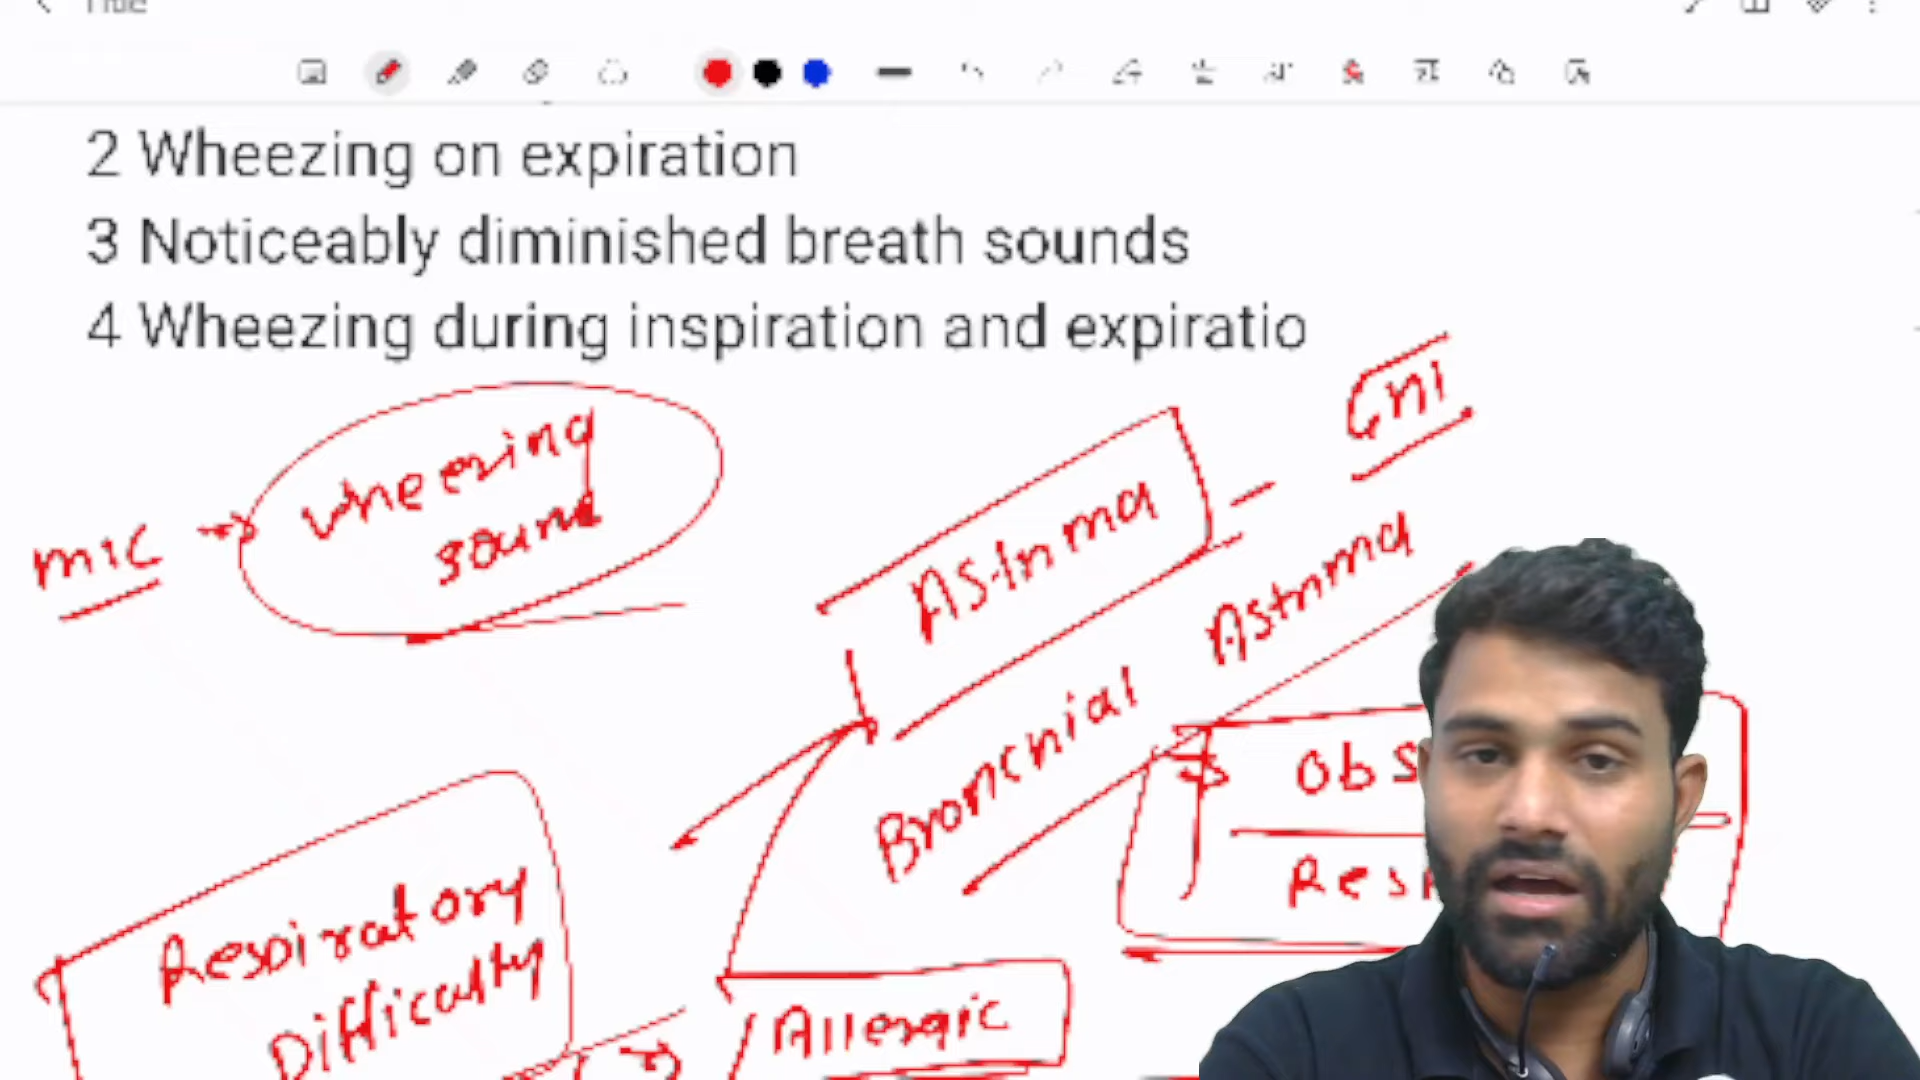 Title
2 Wheezing on expiration
3 Noticeably diminished breath sounds
4 Wheezing during inspiration and expiratio
MIC
wheezing
sound
Asthma
Bronchial Asthma
Obs
Res
Respiratory
Difficulty
Allergic